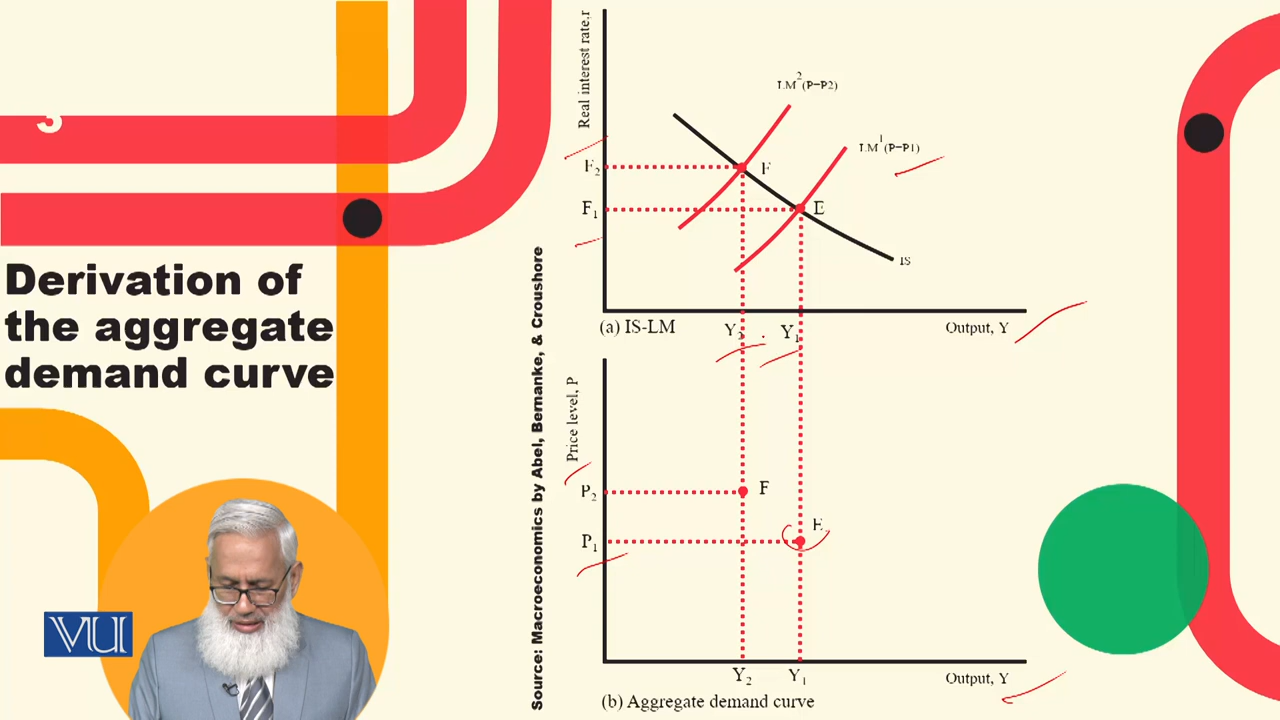 Derivation of
the aggregate
demand curve
VU
Source: Macroeconomics by Abel, Bernanke, & Croushore
Real interest rate,r
LM²(P=P2)
LM¹(P=P1)
F₂
F
F₁
E
IS
(a) IS-LM
Y₂
Y₁
Output, Y
Price level, P
P₂
F
E
P₁
Y₂
Y₁
Output, Y
(b) Aggregate demand curve